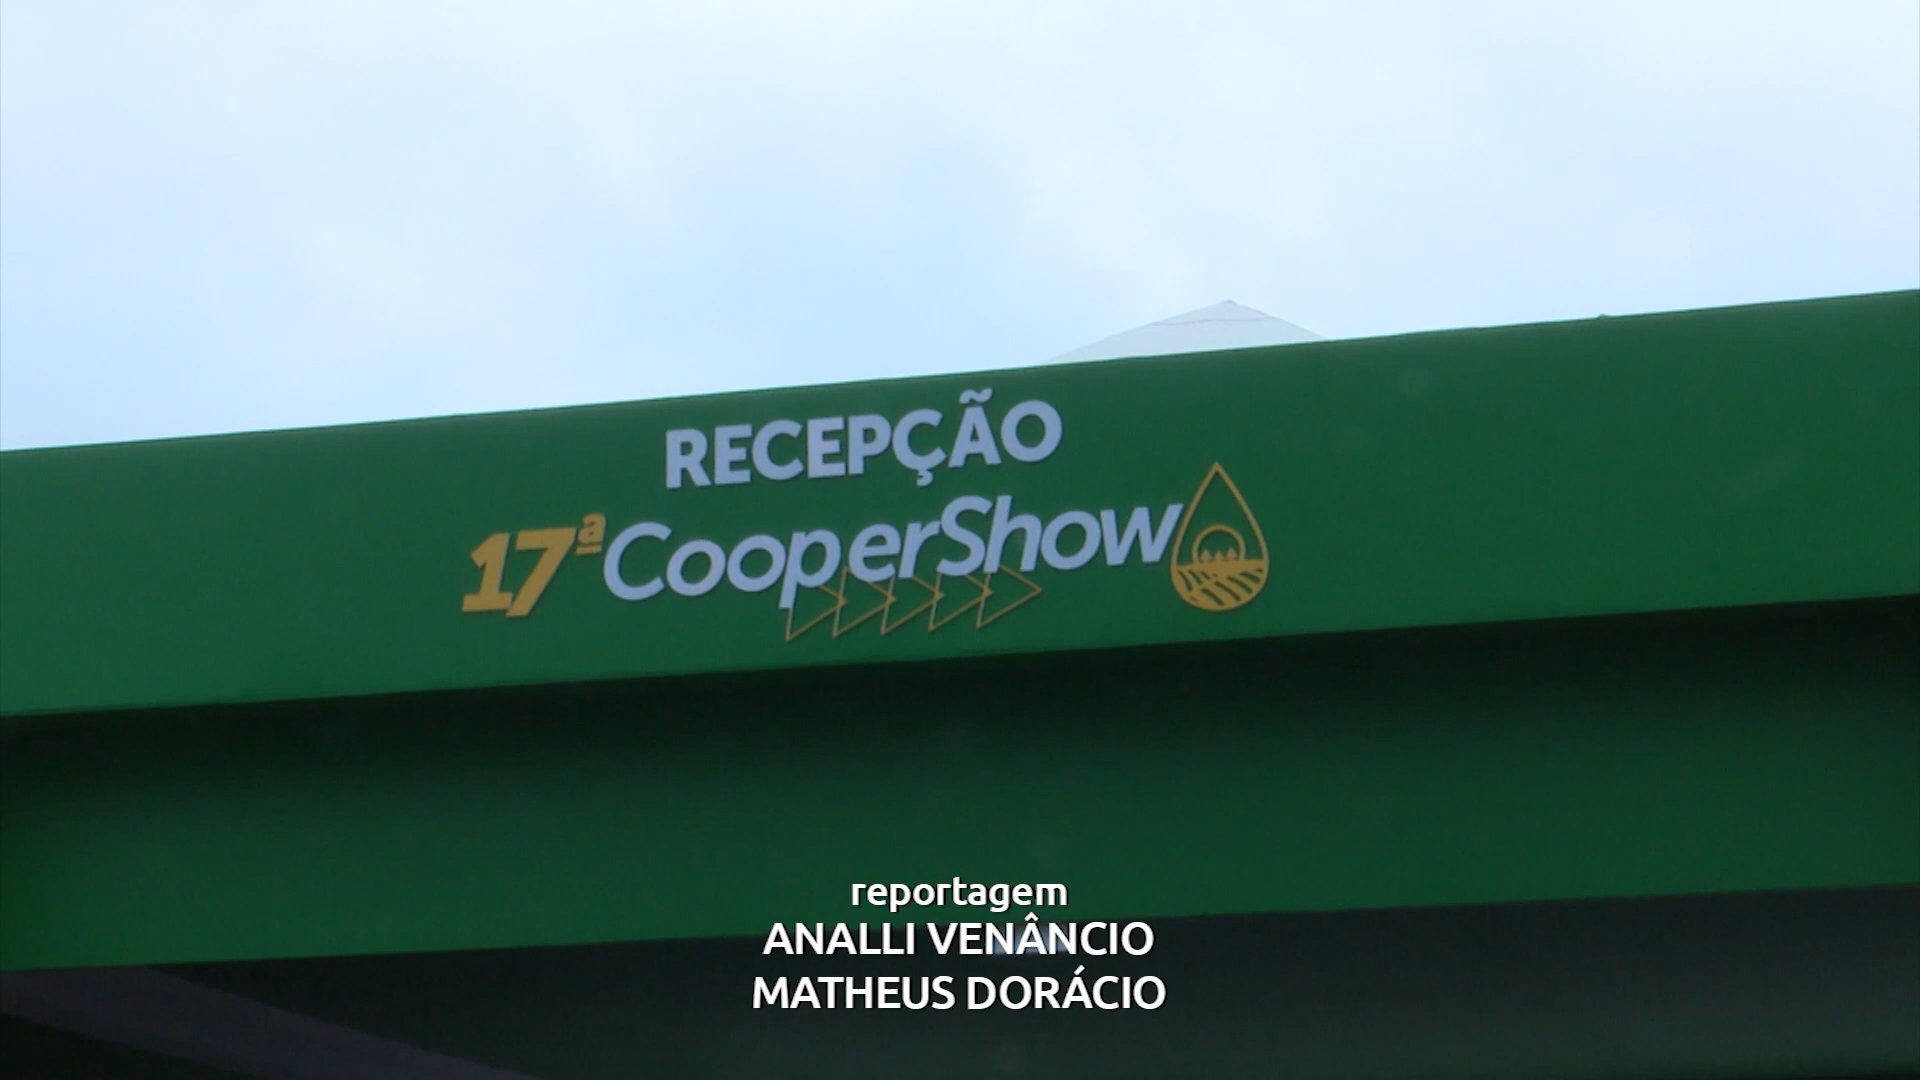 RECEPÇÃO
17ª CooperShow
reportagem
ANALLI VENÂNCIO
MATHEUS DORÁCIO